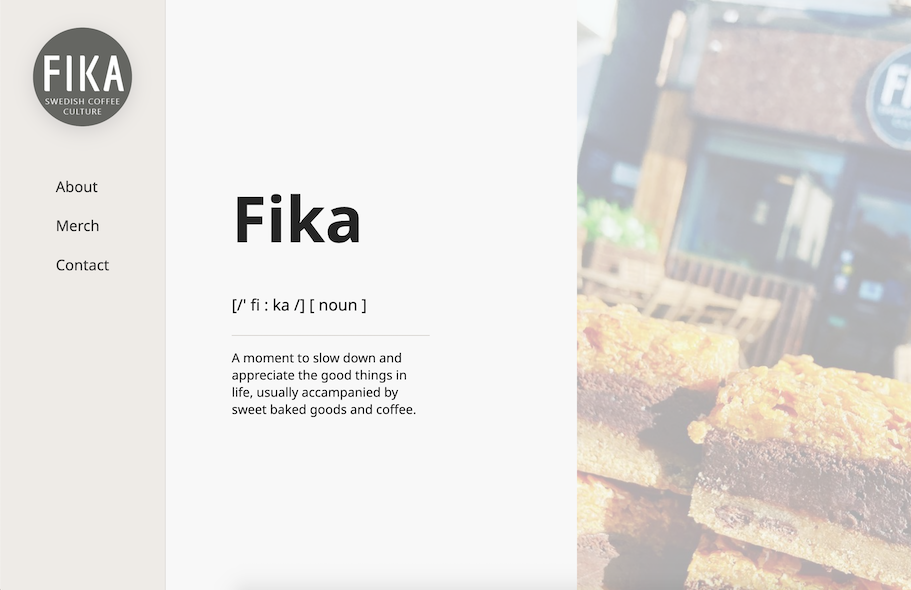 FIKA
SWEDISH COFFEE
CULTURE
About
Merch
Contact
Fika
[/' fi : ka /] [ noun ]
A moment to slow down and
appreciate the good things in
life, usually accampanied by
sweet baked goods and coffee.